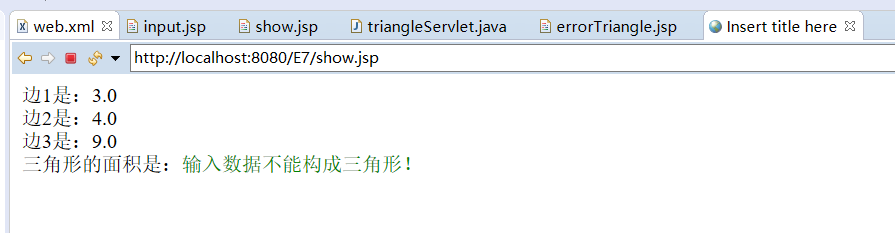 web.xml input.jsp show.jsp triangleServlet.java errorTriangle.jsp Insert title here
http://localhost:8080/E7/show.jsp
边1是：3.0
边2是：4.0
边3是：9.0
三角形的面积是：输入数据不能构成三角形！